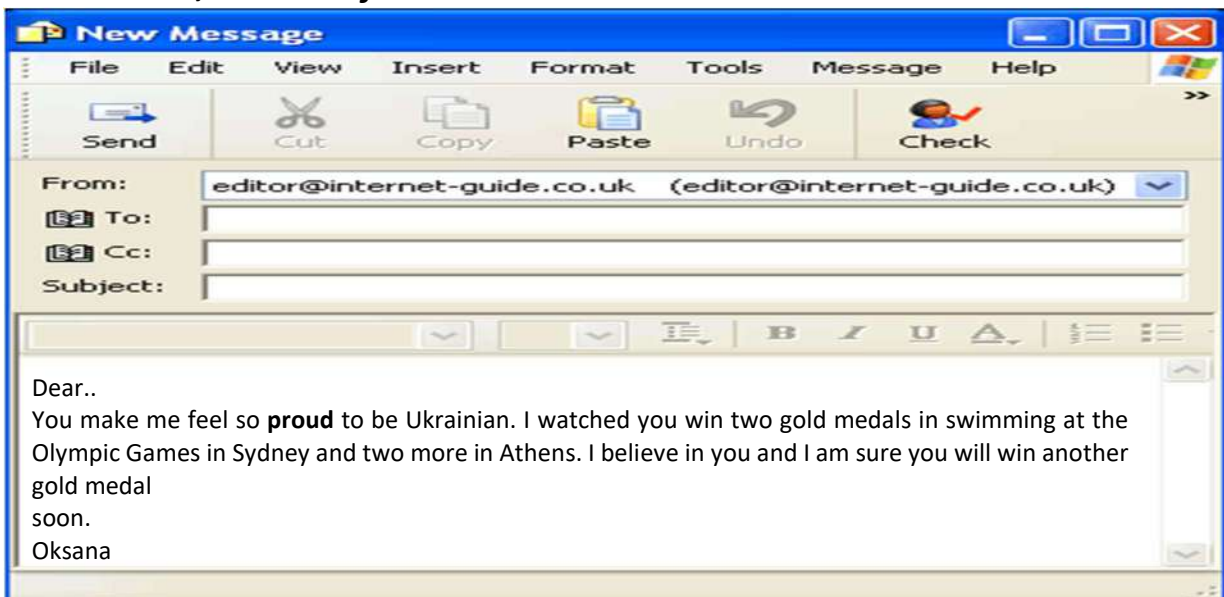 New Message
File Edit View Insert Format Tools Message Help
Send Cut Copy Paste Undo Check
From: editor@internet-guide.co.uk (editor@internet-guide.co.uk)
To:
Cc:
Subject:
B I U A
Dear..
You make me feel so proud to be Ukrainian. I watched you win two gold medals in swimming at the
Olympic Games in Sydney and two more in Athens. I believe in you and I am sure you will win another
gold medal
soon.
Oksana